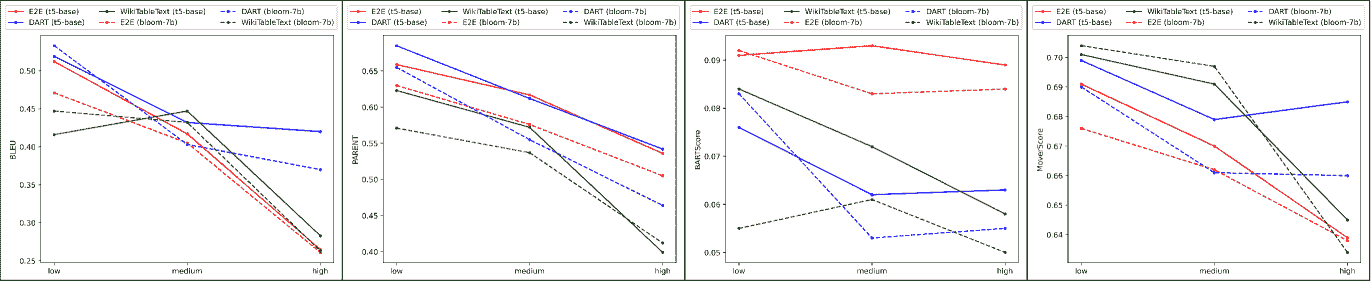 E2E (t5-base) WikiTableText (t5-base) DART (bloom-7b)
DART (t5-base) E2E (bloom-7b) WikiTableText (bloom-7b)
0.50
0.45
0.40
0.35
0.30
0.25
BLEU
low medium high
E2E (t5-base) WikiTableText (t5-base) DART (bloom-7b)
DART (t5-base) E2E (bloom-7b) WikiTableText (bloom-7b)
0.65
0.60
0.55
0.50
0.45
0.40
PARENT
low medium high
E2E (t5-base) WikiTableText (t5-base) DART (bloom-7b)
DART (t5-base) E2E (bloom-7b) WikiTableText (bloom-7b)
0.09
0.08
0.07
0.06
0.05
BARTScore
low medium high
E2E (t5-base) WikiTableText (t5-base) DART (bloom-7b)
DART (t5-base) E2E (bloom-7b) WikiTableText (bloom-7b)
0.70
0.69
0.68
0.67
0.66
0.65
0.64
MoverScore
low medium high